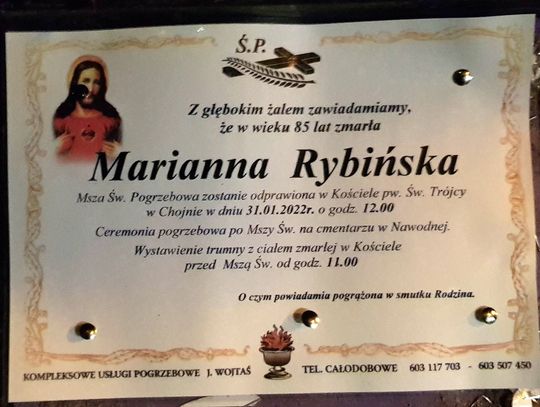 Ś.P.
Z głębokim żalem zawiadamiamy,
że w wieku 85 lat zmarła
Marianna Rybińska
Msza Św. Pogrzebowa zostanie odprawiona w Kościele pw. Św. Trójcy
w Chojnie w dniu 31.01.2022r. o godz. 12.00
Ceremonia pogrzebowa po Mszy Św. na cmentarzu w Nawodnej.
Wystawienie trumny z ciałem zmarłej w Kościele
przed Mszą Św. od godz. 11.00
O czym powiadamia pogrążona w smutku Rodzina.
KOMPLEKSOWE USŁUGI POGRZEBOWE J. WOJTAŚ TEL. CAŁODOBOWE 603 117 703 - 603 507 450